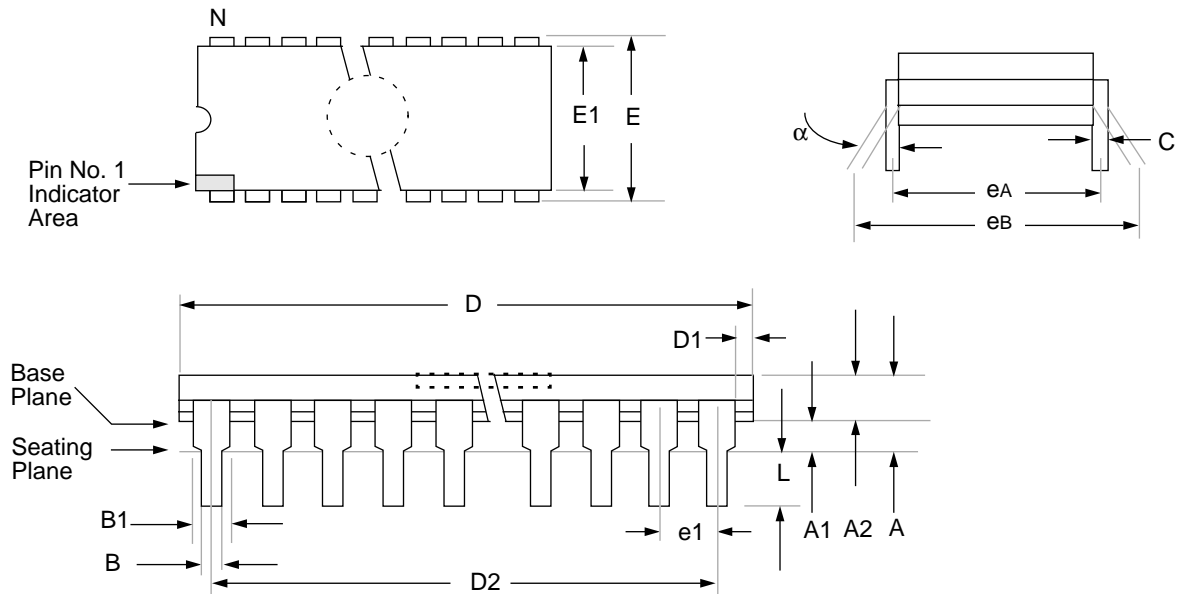 N
E1
E
Pin No. 1
Indicator
Area
α
C
eA
eB
D
D1
Base
Plane
Seating
Plane
L
B1
e1
A1
A2
A
B
D2